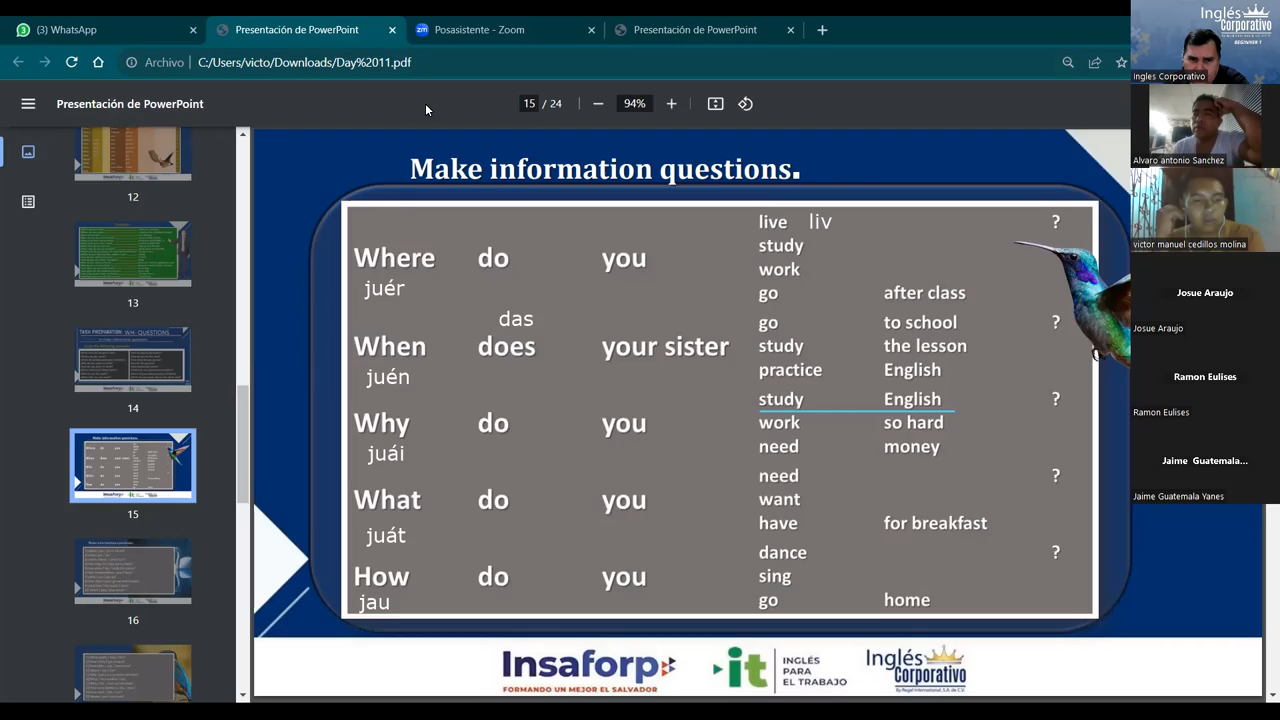 (3) WhatsApp
Presentación de PowerPoint
Posasistente - Zoom
Presentación de PowerPoint
Archivo C:/Users/victo/Downloads/Day%2011.pdf
Presentación de PowerPoint
15 / 24
94%
12
13
14
15
16
Make information questions.
live liv ?
study
Where do you
work
juér
go after class
das
go to school ?
When does your sister
study the lesson
juén
practice English
study English ?
Why do you
work so hard
juái
need money
need ?
What do you
want
juát
have for breakfast
dance ?
How do you
sing
jau
go home
Insaforp
FORMANDO UN MEJOR EL SALVADOR
it INGLÉS PARA EL TRABAJO
Inglés Corporativo
By Regal International, S.A. de C.V.
Inglés Corporativo
BEGINNER 1
Ingles Corporativo
Alvaro antonio Sanchez
victor manuel cedillos molina
Josue Araujo
Josue Araujo
Ramon Eulises
Ramon Eulises
Jaime Guatemala...
Jaime Guatemala Yanes